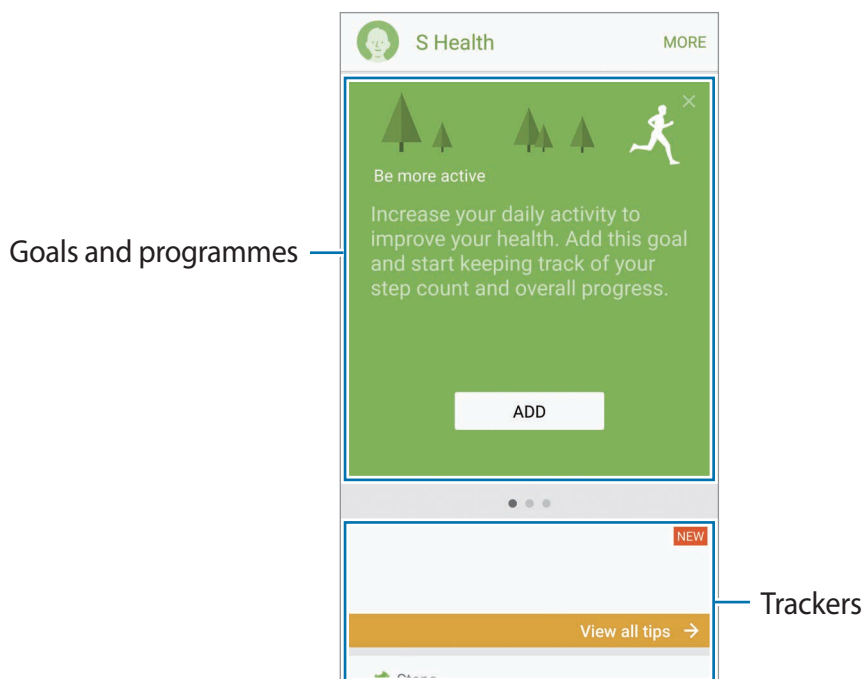 S Health
MORE
Be more active
Increase your daily activity to
improve your health. Add this goal
and start keeping track of your
step count and overall progress.
Goals and programmes
ADD
NEW
Trackers
View all tips